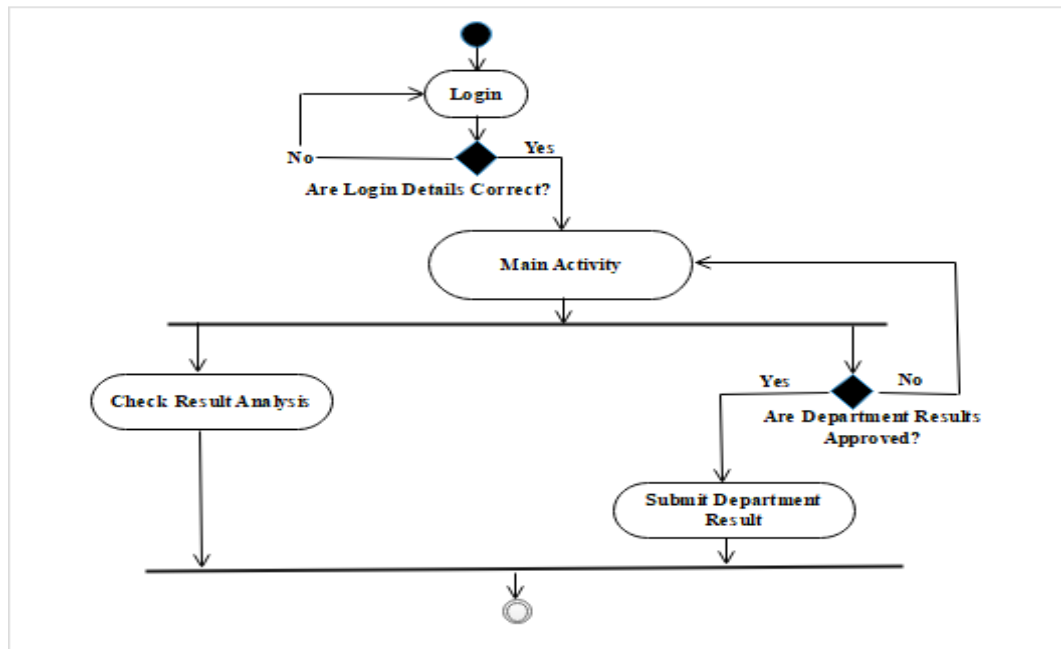 Login
No
Yes
Are Login Details Correct?
Main Activity
Check Result Analysis
Yes
No
Are Department Results
Approved?
Submit Department
Result